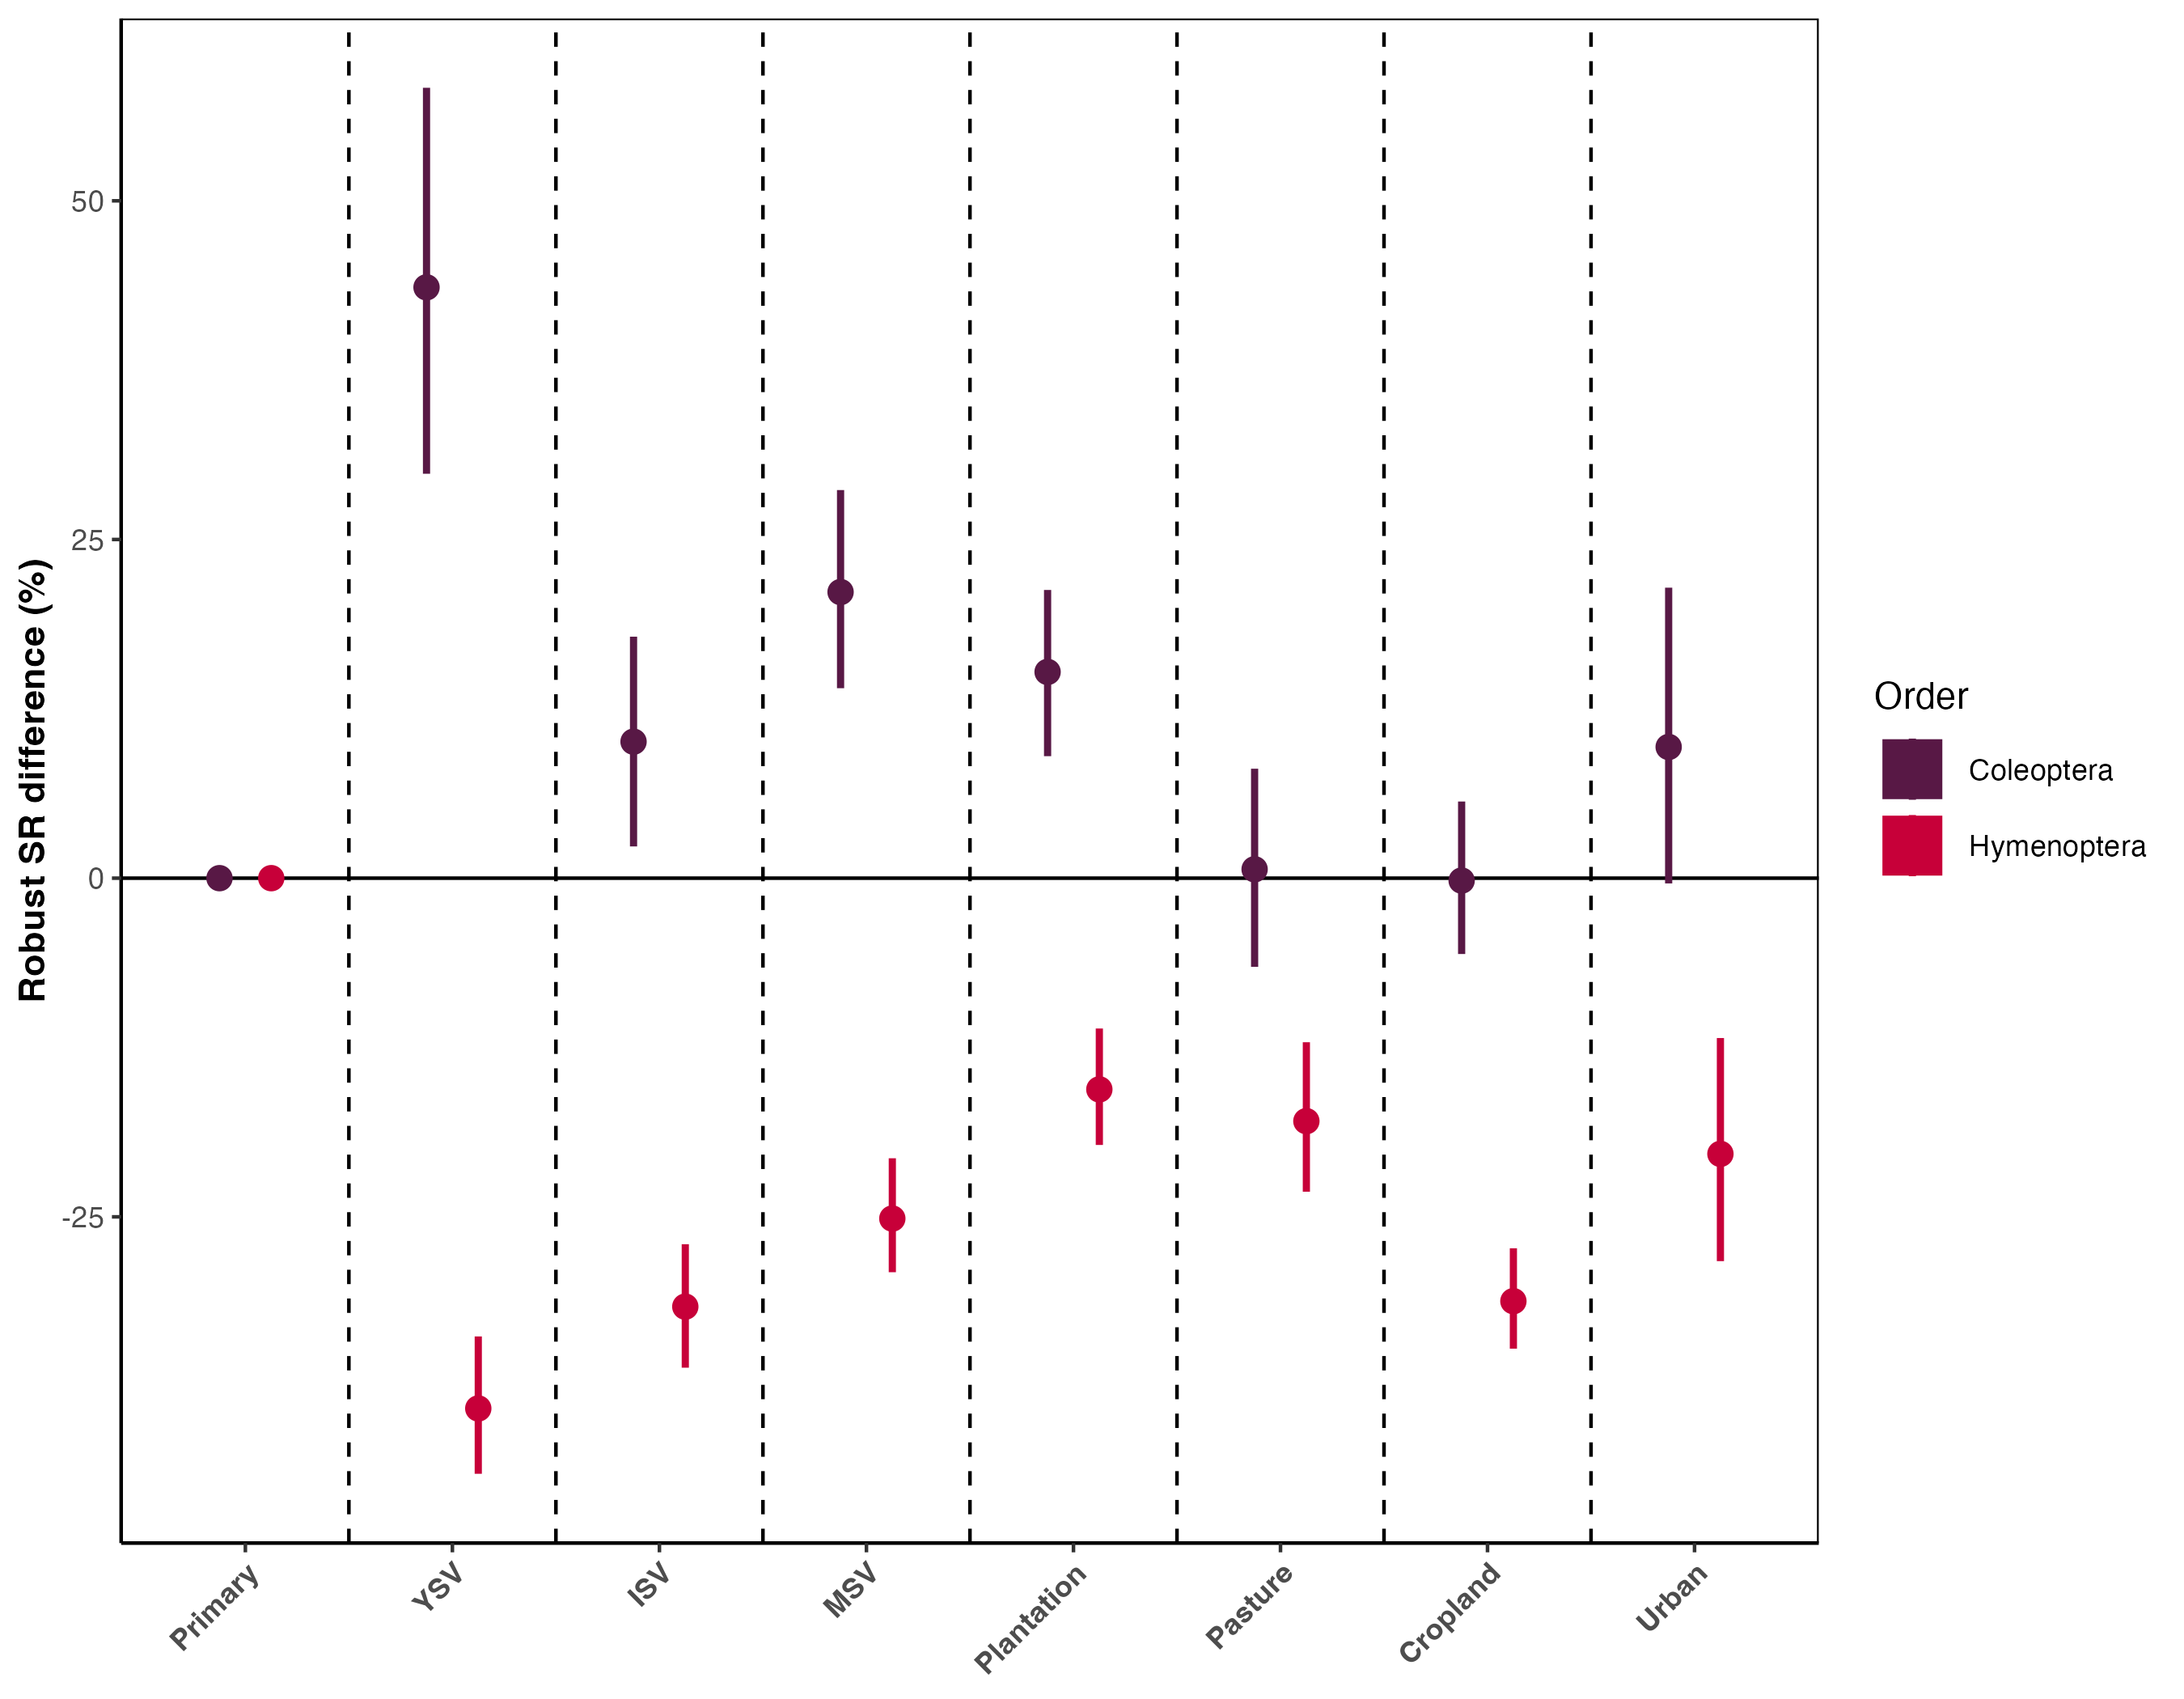 Robust SR difference (%)
50
25
0
-25
Primary
YSV
ISV
MSV
Plantation
Pasture
Cropland
Urban
Order
Coleoptera
Hymenoptera